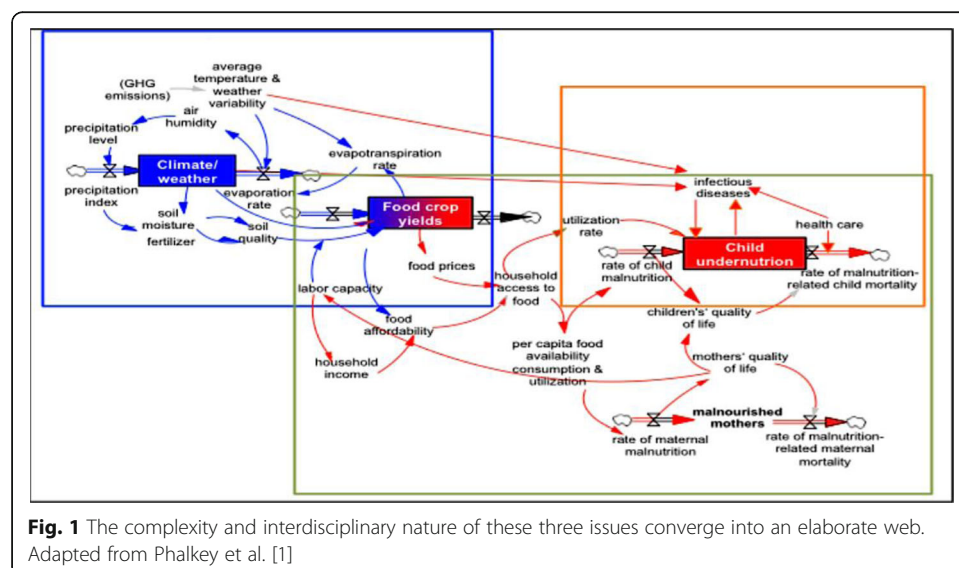 average
temperature &
weather
variability
(GHG
emissions)
air
humidity
precipitation
level
Climate/
weather
evapotranspiration
rate
precipitation
index
evaporation
rate
soil
moisture
fertilizer
soil
quality
Food crop
yields
infectious
diseases
utilization
rate
health care
Child
undernutrion
food prices
household
access to
food
rate of child
malnutrition
rate of malnutrition-
related child mortality
labor capacity
food
affordability
children's' quality
of life
household
income
per capita food
availability
consumption &
utilization
mothers' quality
of life
malnourished
mothers
rate of maternal
malnutrition
rate of malnutrition-
related maternal
mortality
Fig. 1 The complexity and interdisciplinary nature of these three issues converge into an elaborate web.
Adapted from Phalkey et al. [1]